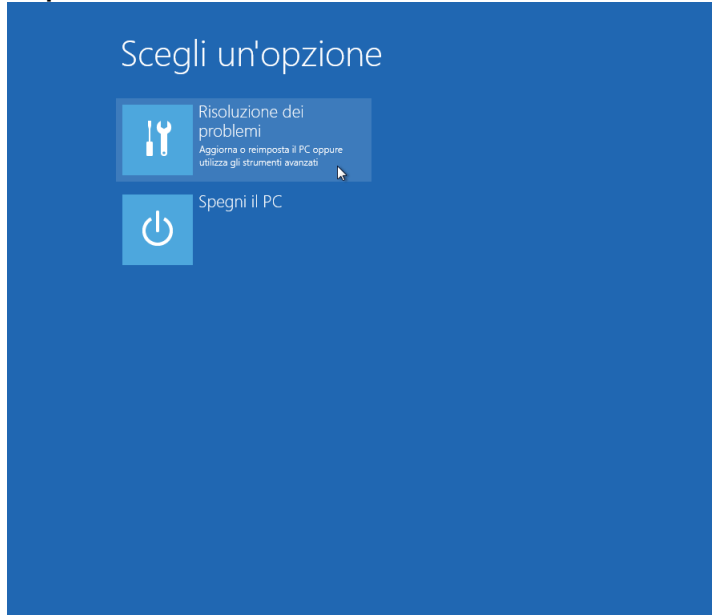 Scegli un'opzione
Risoluzione dei
problemi
Aggiorna o reimposta il PC oppure
utilizza gli strumenti avanzati
Spegni il PC